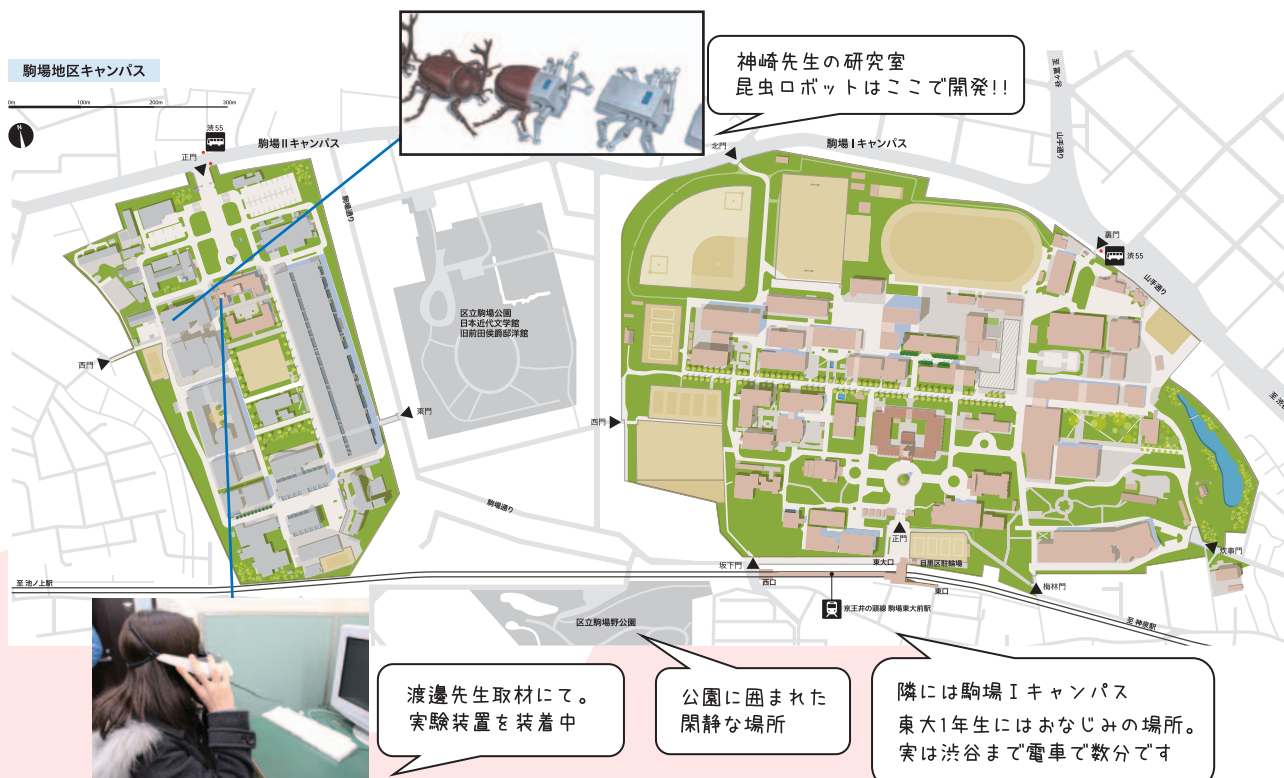 駒場地区キャンパス
0m 100m 200m 300m
N
渋55
正門
駒場Ⅱキャンパス
神崎先生の研究室
昆虫ロボットはここで開発!!
至 富ヶ谷
山手通り
北門
駒場Ⅰキャンパス
駒場通り
裏門
渋55
山手通り
区立駒場公園
日本近代文学館
旧前田侯爵邸洋館
西門
東門
西門
駒場通り
正門
炊事門
坂下門
東大口
目黒区駐輪場
西口
東口
梅林門
至 池ノ上駅
京王井の頭線 駒場東大前駅
至 神泉駅
区立駒場野公園
渡邊先生取材にて。
実験装置を装着中
公園に囲まれた
閑静な場所
隣には駒場Ⅰキャンパス
東大1年生にはおなじみの場所。
実は渋谷まで電車で数分です